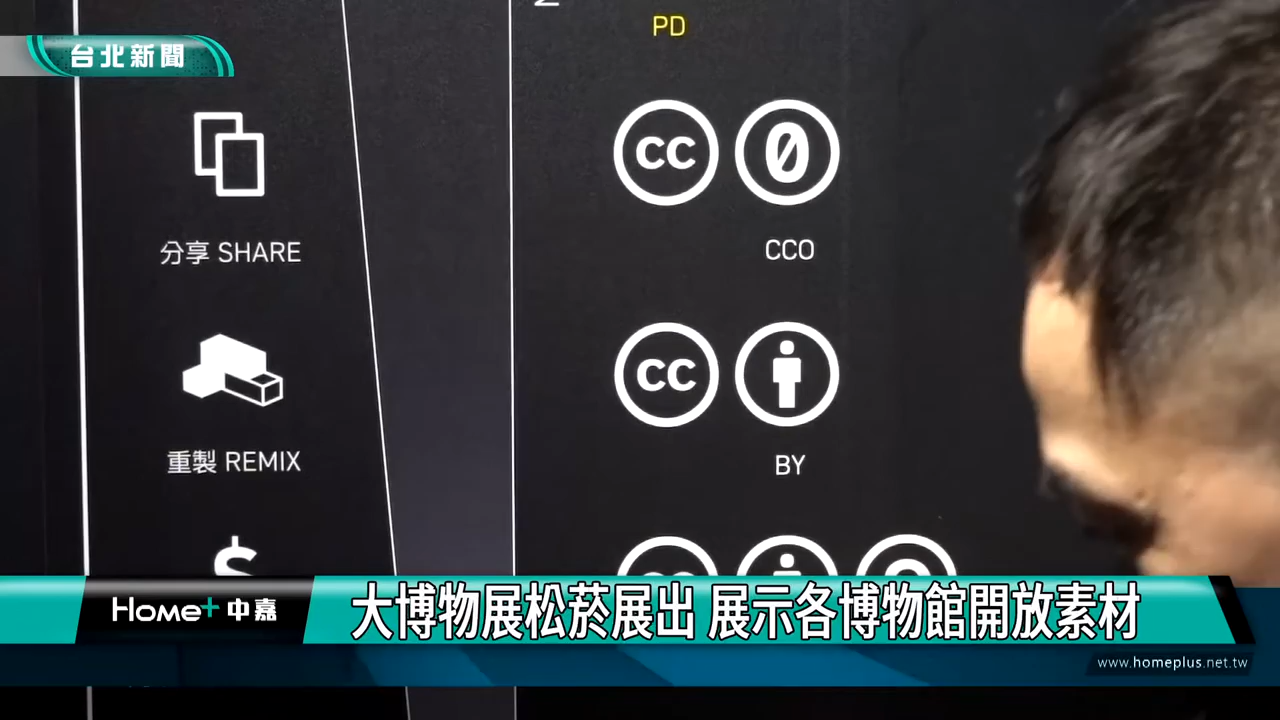 PD
台北新聞
CC 0
分享 SHARE
CC0
CC
重製 REMIX
BY
$
Home+中嘉
大博物展松菸展出 展示各博物館開放素材
www.homeplus.net.tw